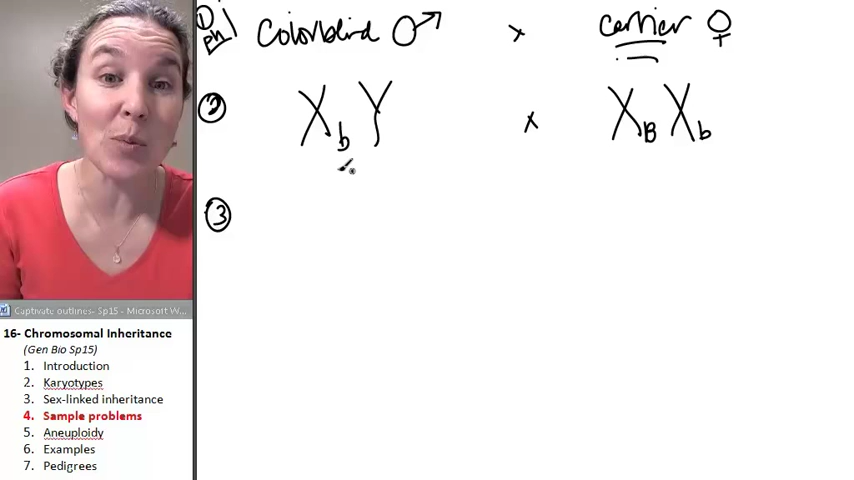 ① ph Colorblind ♂ x carrier ♀
② X_b Y x X_B X_b
③
Captivate outlines- Sp15 - Microsoft W...
16- Chromosomal Inheritance
(Gen Bio Sp15)
1. Introduction
2. Karyotypes
3. Sex-linked inheritance
4. Sample problems
5. Aneuploidy
6. Examples
7. Pedigrees